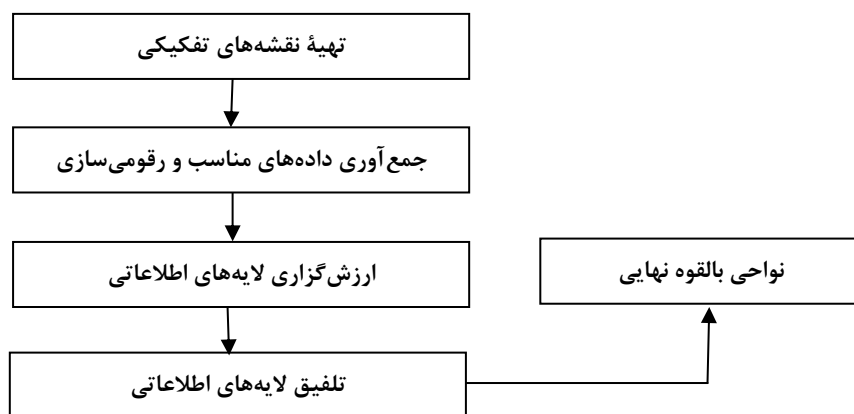 تهیهٔ نقشه‌های تفکیکی
جمع‌آوری داده‌های مناسب و رقومی‌سازی
ارزش‌گزاری لایه‌های اطلاعاتی
نواحی بالقوه نهایی
تلفیق لایه‌های اطلاعاتی